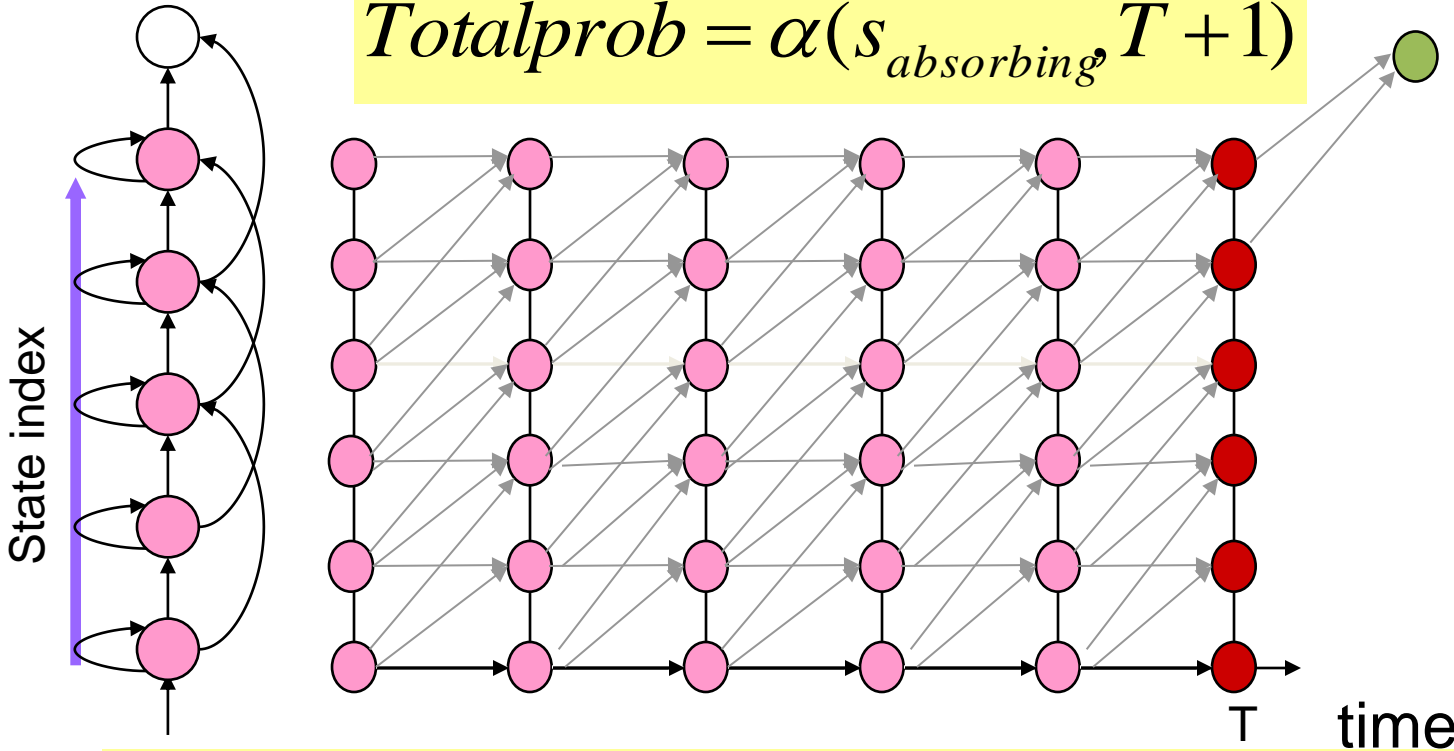 Totalprob = α(s_absorbing, T + 1)
State index
T
time